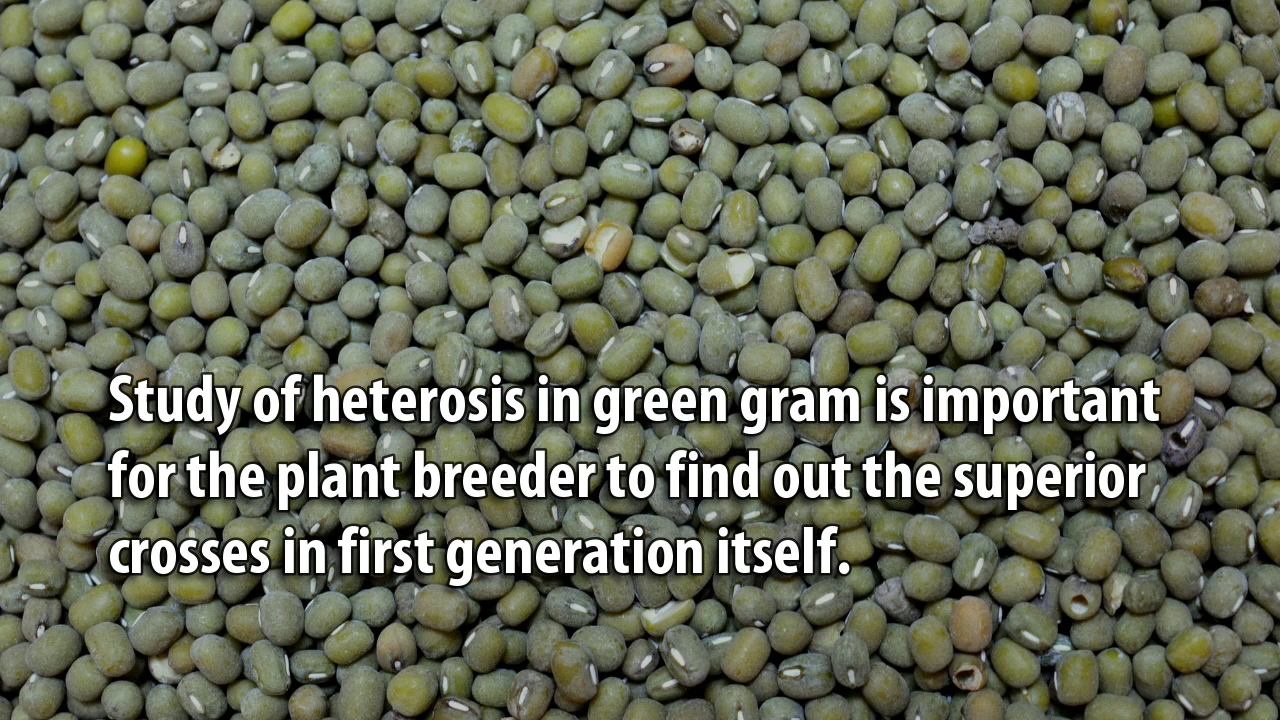 Study of heterosis in green gram is important
for the plant breeder to find out the superior
crosses in first generation itself.